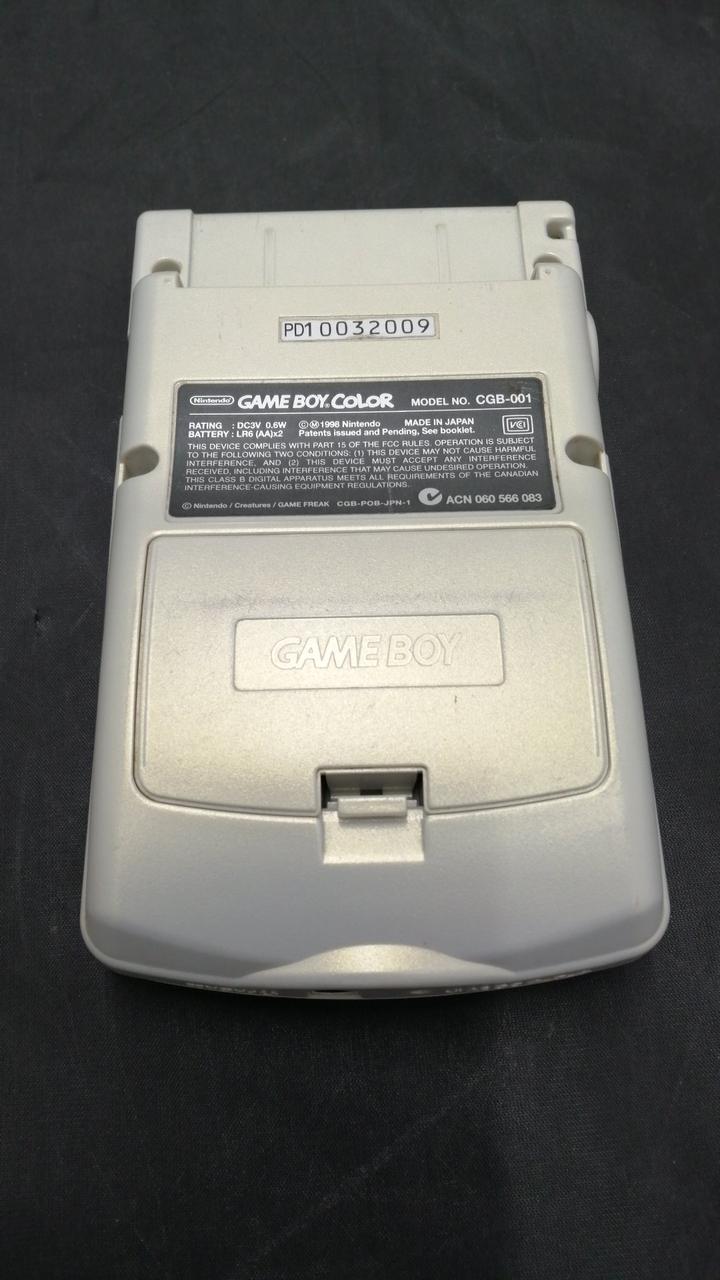 PD10032009
Nintendo GAME BOY COLOR MODEL NO. CGB-001
RATING : DC3V 0.6W ©Ⓜ1998 Nintendo MADE IN JAPAN VCI
BATTERY : LR6 (AA)x2 Patents issued and Pending, See booklet.
THIS DEVICE COMPLIES WITH PART 15 OF THE FCC RULES. OPERATION IS SUBJECT
TO THE FOLLOWING TWO CONDITIONS: (1) THIS DEVICE MAY NOT CAUSE HARMFUL
INTERFERENCE, AND (2) THIS DEVICE MUST ACCEPT ANY INTERFERENCE
RECEIVED, INCLUDING INTERFERENCE THAT MAY CAUSE UNDESIRED OPERATION.
THIS CLASS B DIGITAL APPARATUS MEETS ALL REQUIREMENTS OF THE CANADIAN
INTERFERENCE-CAUSING EQUIPMENT REGULATIONS.
© Nintendo / Creatures / GAME FREAK CGB-POB-JPN-1 ACN 060 566 083
GAME BOY